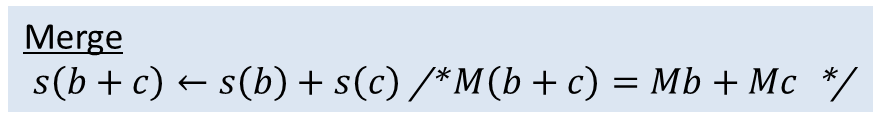 Merge
s(b + c) ← s(b) + s(c) /*M(b + c) = Mb + Mc */